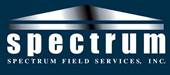 spectrum
SPECTRUM FIELD SERVICES, INC.